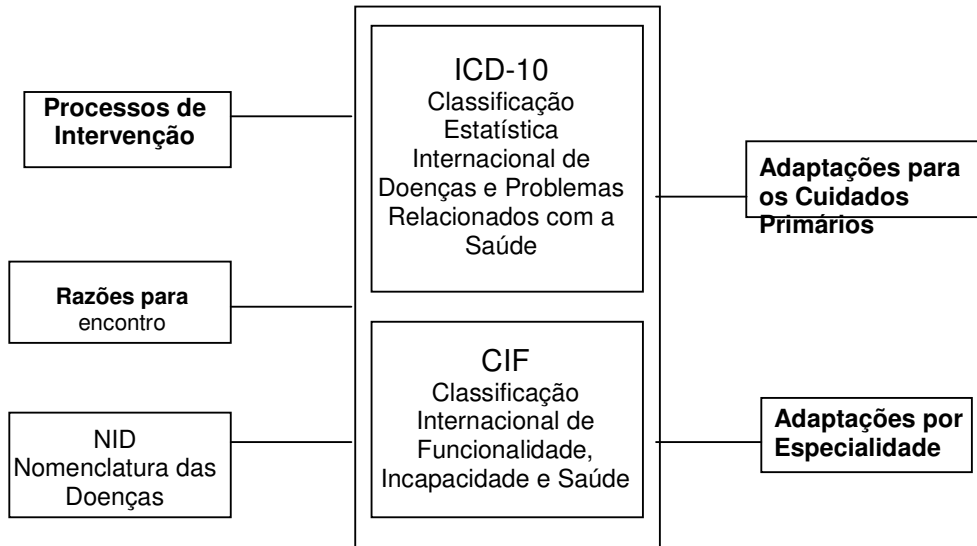 Processos de
Intervenção
Razões para
encontro
NID
Nomenclatura das
Doenças
ICD-10
Classificação
Estatística
Internacional de
Doenças e Problemas
Relacionados com a
Saúde
CIF
Classificação
Internacional de
Funcionalidade,
Incapacidade e Saúde
Adaptações para
os Cuidados
Primários
Adaptações por
Especialidade